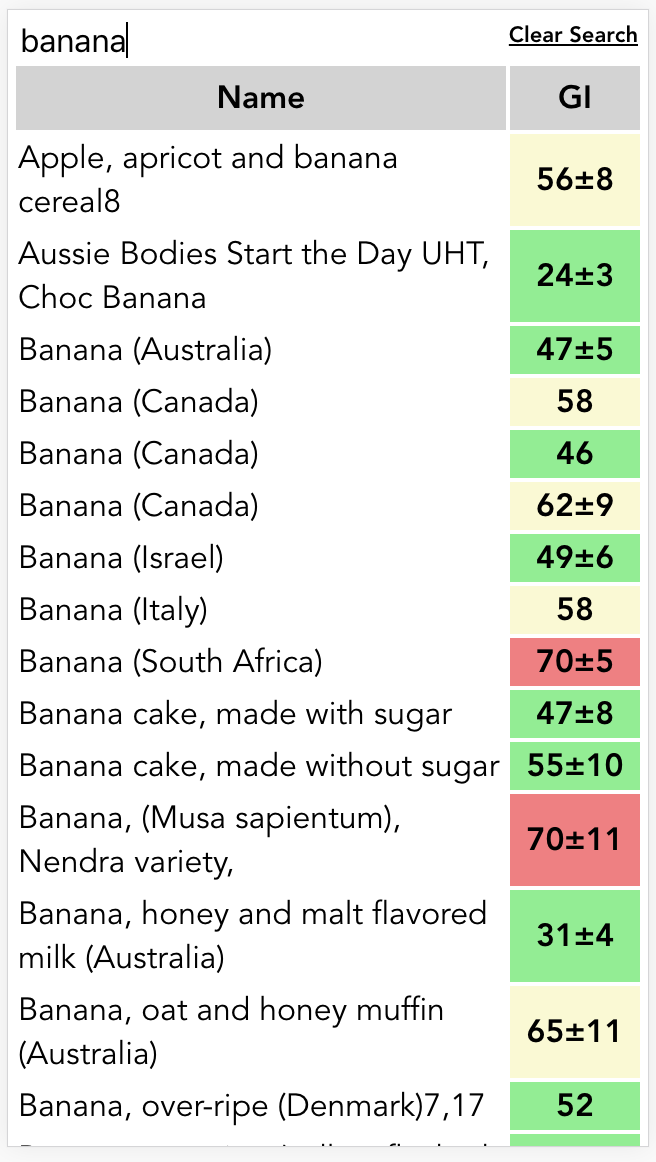 banana Clear Search
Name GI
Apple, apricot and banana
cereal8 56±8
Aussie Bodies Start the Day UHT,
Choc Banana 24±3
Banana (Australia) 47±5
Banana (Canada) 58
Banana (Canada) 46
Banana (Canada) 62±9
Banana (Israel) 49±6
Banana (Italy) 58
Banana (South Africa) 70±5
Banana cake, made with sugar 47±8
Banana cake, made without sugar 55±10
Banana, (Musa sapientum),
Nendra variety, 70±11
Banana, honey and malt flavored
milk (Australia) 31±4
Banana, oat and honey muffin
(Australia) 65±11
Banana, over-ripe (Denmark)7,17 52